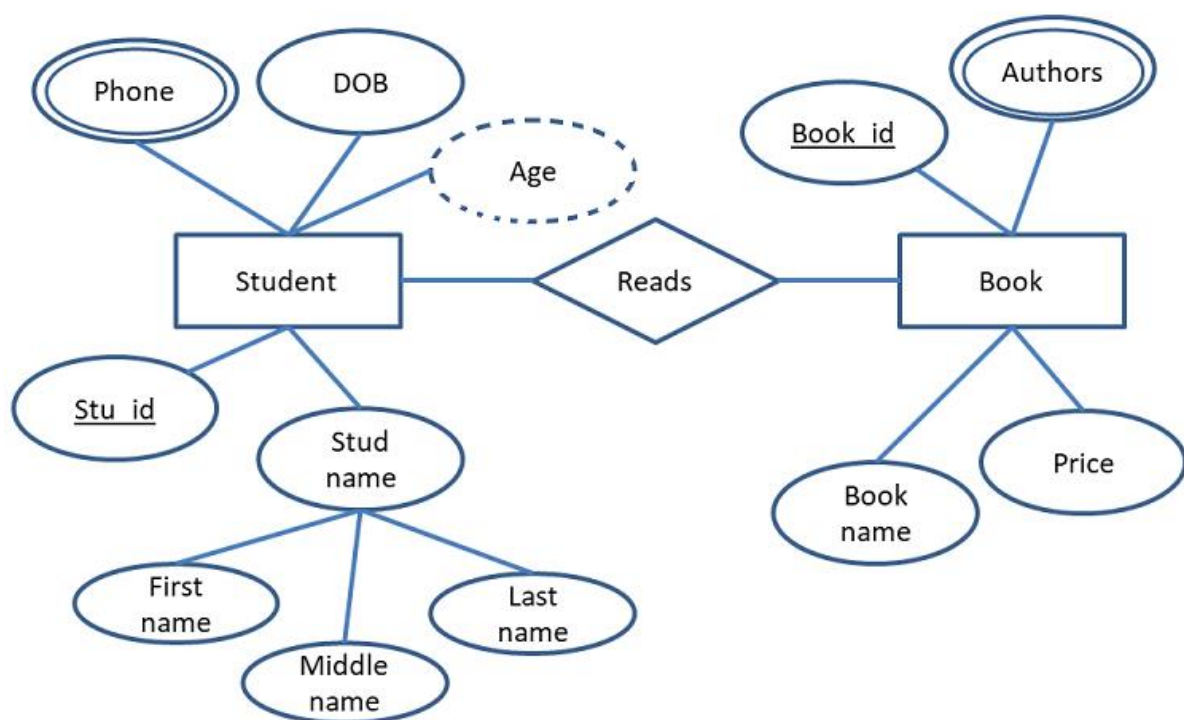 Phone
DOB
Authors
Book_id
Age
Student
Reads
Book
Stu_id
Stud
name
Price
Book
name
First
name
Last
name
Middle
name